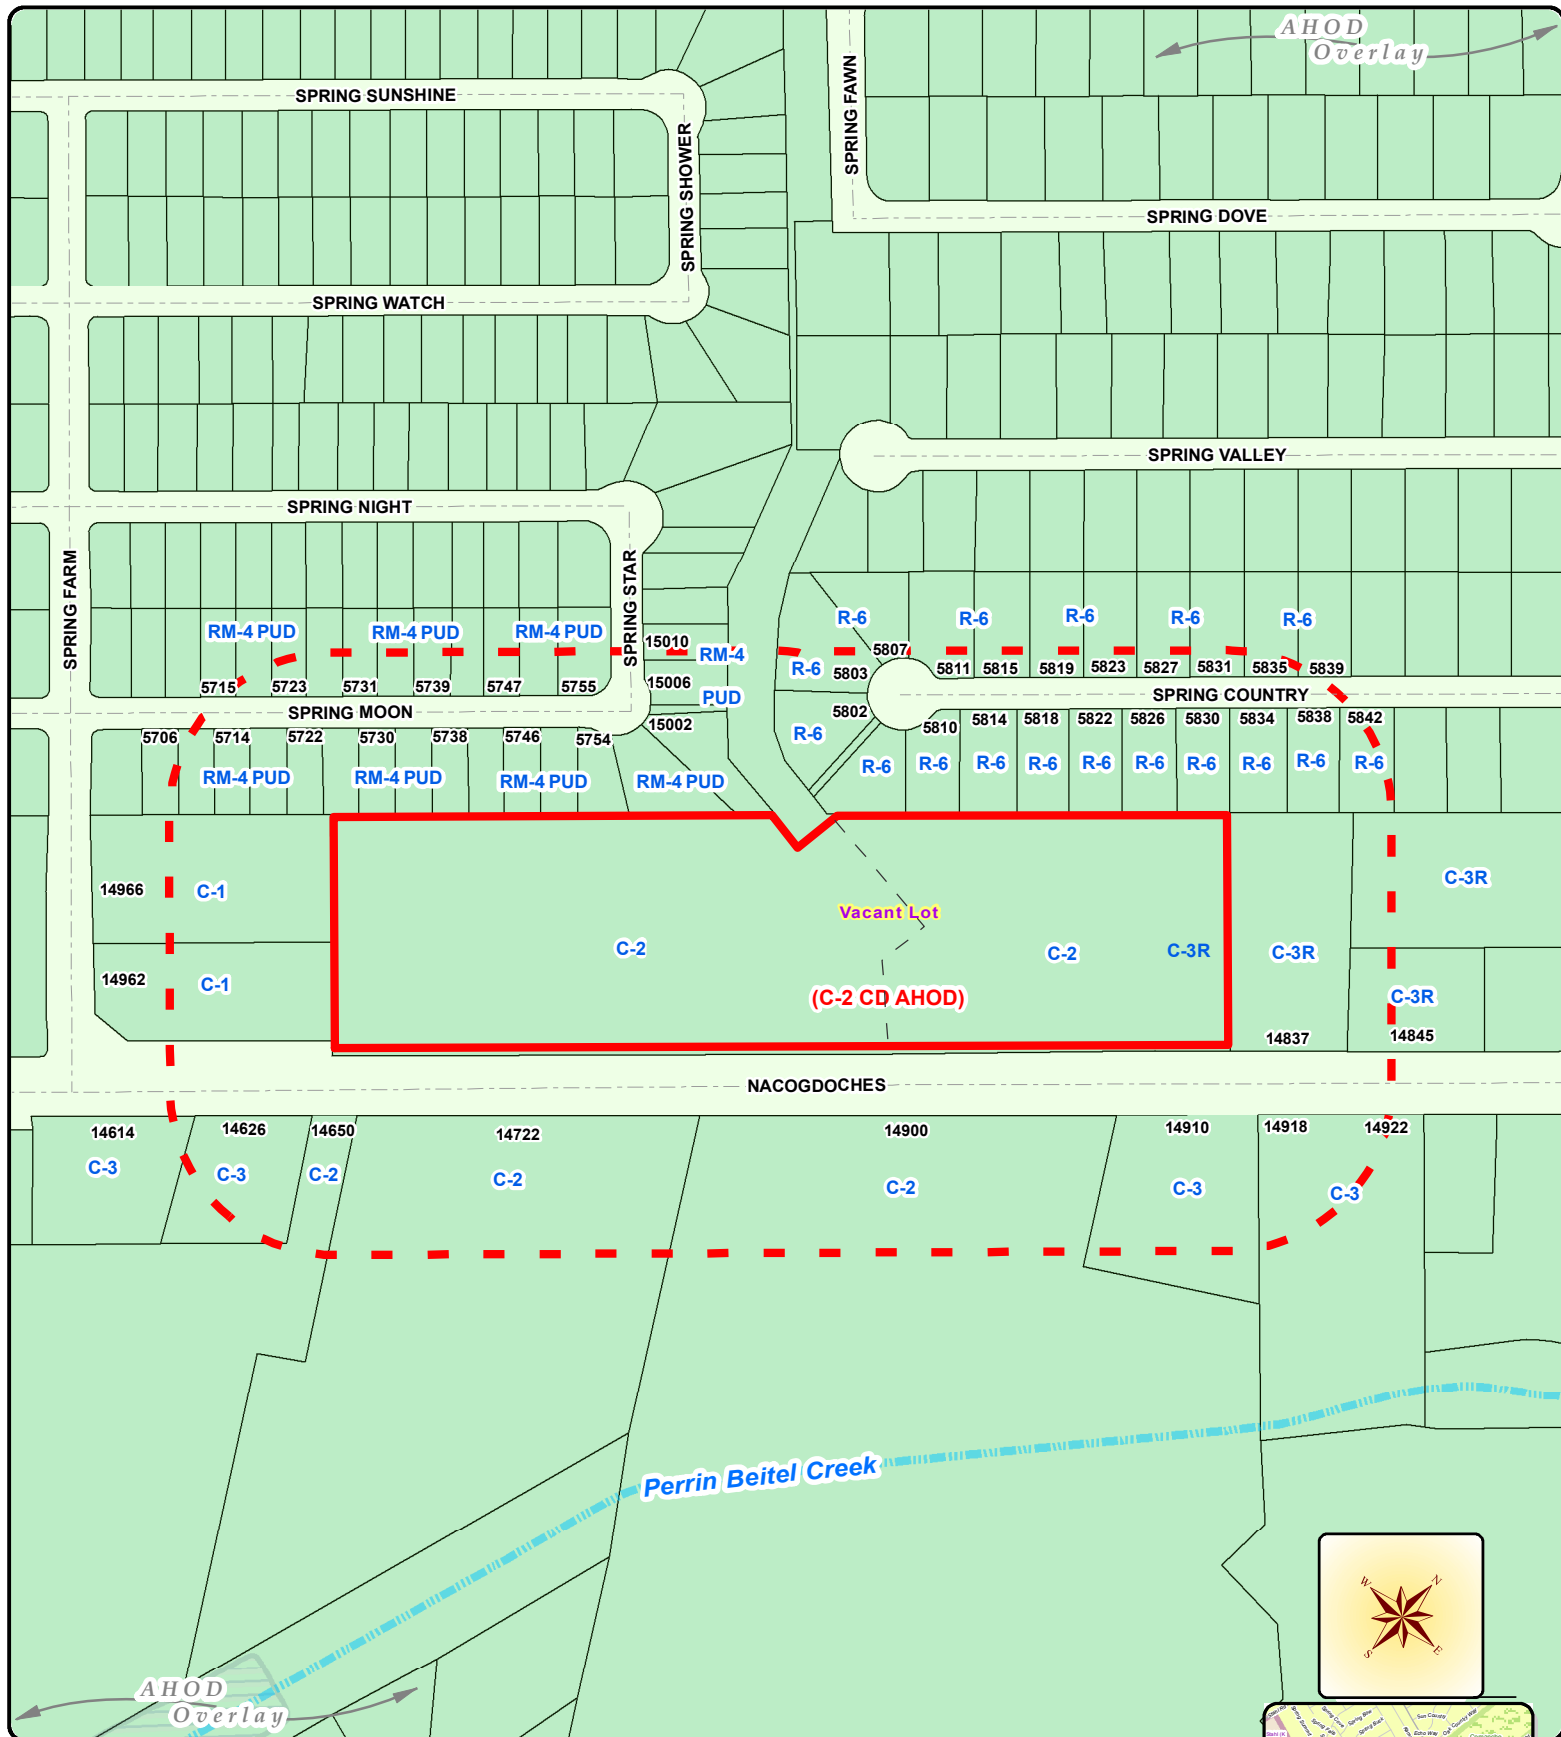 AHOD
Overlay
SPRING FAWN
SPRING SUNSHINE
SPRING SHOWER
SPRING DOVE
SPRING WATCH
SPRING VALLEY
SPRING NIGHT
SPRING FARM
SPRING STAR
RM-4 PUD
RM-4 PUD
RM-4 PUD
R-6
R-6
R-6
R-6
R-6
15010
RM-4
5807
R-6
5803
5811
5815
5819
5823
5827
5831
5835
5839
5715
5723
5731
5739
5747
5755
15006
PUD
SPRING COUNTRY
SPRING MOON
15002
5802
5810
5814
5818
5822
5826
5830
5834
5838
5842
5706
5714
5722
5730
5738
5746
5754
R-6
RM-4 PUD
RM-4 PUD
RM-4 PUD
RM-4 PUD
R-6
R-6
R-6
R-6
R-6
R-6
R-6
R-6
R-6
R-6
14966
C-1
C-3R
Vacant Lot
C-2
C-2
C-3R
C-3R
14962
C-1
(C-2 CD AHOD)
C-3R
14837
14845
NACOGDOCHES
14614
14626
14650
14722
14900
14910
14918
14922
C-3
C-3
C-2
C-2
C-2
C-3
C-3
Perrin Beitel Creek
W
N
S
E
AHOD
Overlay
Spring Buck
Sun Country
Echo Way